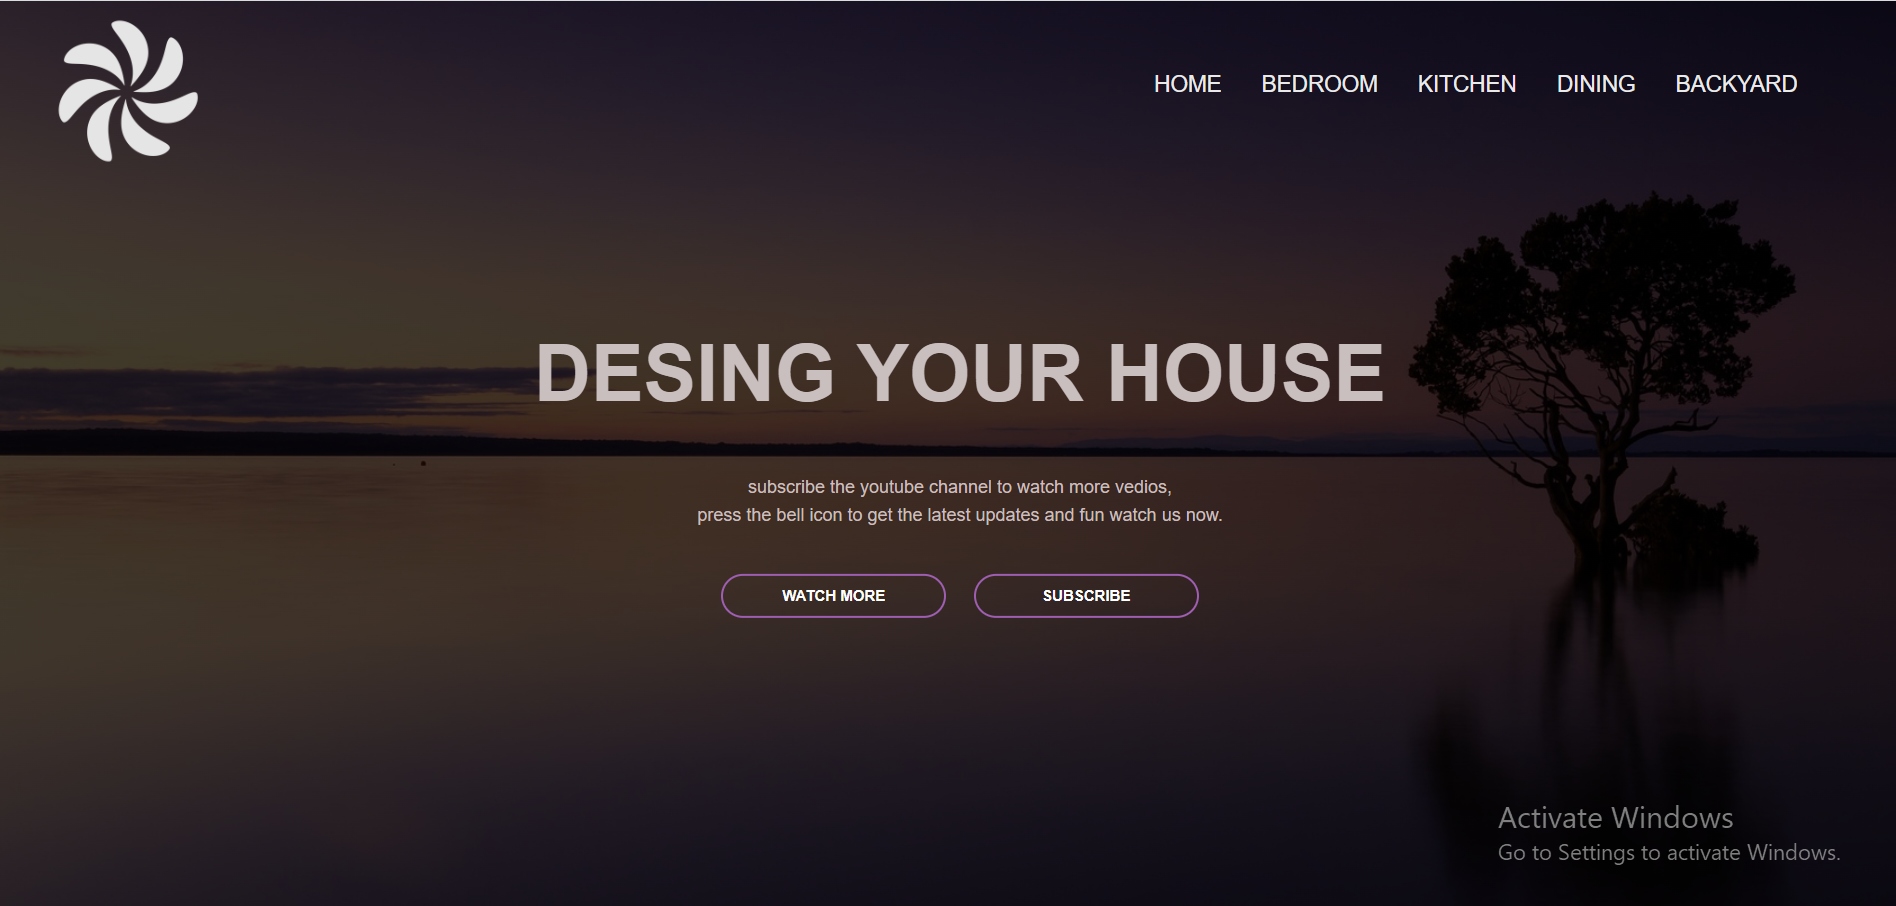 HOME BEDROOM KITCHEN DINING BACKYARD
DESING YOUR HOUSE
subscribe the youtube channel to watch more vedios,
press the bell icon to get the latest updates and fun watch us now.
WATCH MORE SUBSCRIBE
Activate Windows
Go to Settings to activate Windows.